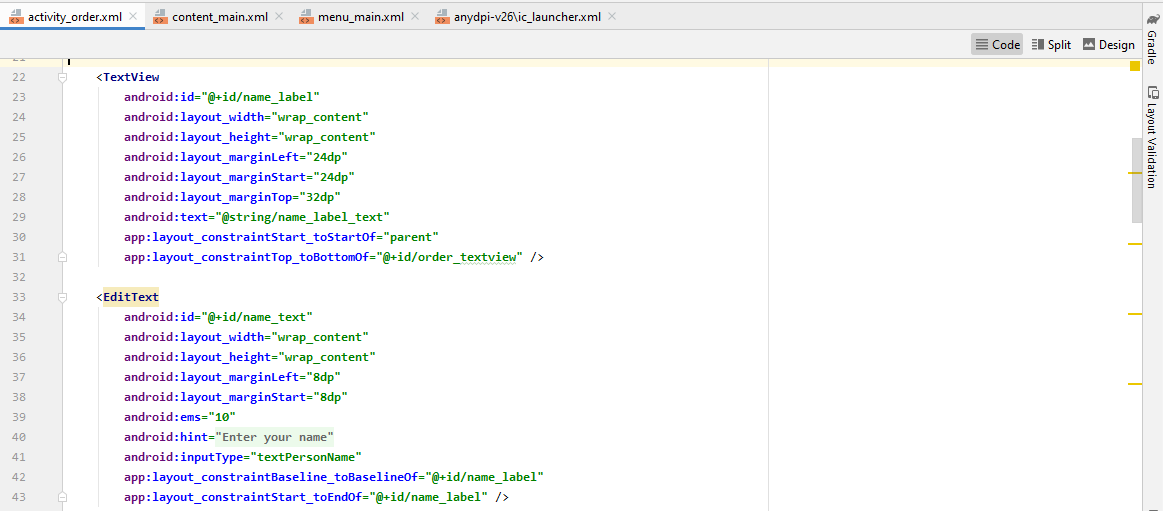 activity_order.xml content_main.xml menu_main.xml anydpi-v26\ic_launcher.xml
Code Split Design
Gradle
Layout Validation
22 <TextView
23 android:id="@+id/name_label"
24 android:layout_width="wrap_content"
25 android:layout_height="wrap_content"
26 android:layout_marginLeft="24dp"
27 android:layout_marginStart="24dp"
28 android:layout_marginTop="32dp"
29 android:text="@string/name_label_text"
30 app:layout_constraintStart_toStartOf="parent"
31 app:layout_constraintTop_toBottomOf="@+id/order_textview" />
32
33 <EditText
34 android:id="@+id/name_text"
35 android:layout_width="wrap_content"
36 android:layout_height="wrap_content"
37 android:layout_marginLeft="8dp"
38 android:layout_marginStart="8dp"
39 android:ems="10"
40 android:hint="Enter your name"
41 android:inputType="textPersonName"
42 app:layout_constraintBaseline_toBaselineOf="@+id/name_label"
43 app:layout_constraintStart_toEndOf="@+id/name_label" />